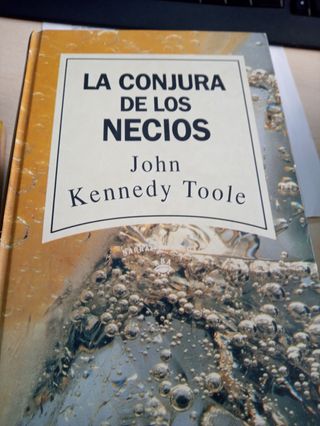 LA CONJURA
DE LOS
NECIOS
John
Kennedy Toole